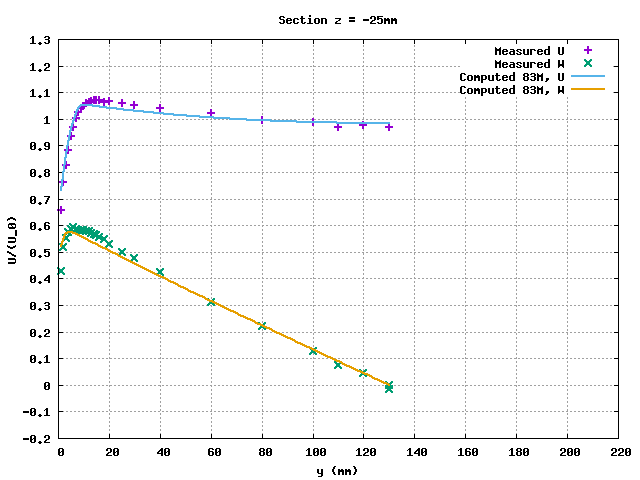 Section z = -25mm
1.3
1.2
1.1
1
0.9
0.8
0.7
0.6
0.5
0.4
0.3
0.2
0.1
0
-0.1
-0.2
U/(U_0)
Measured U
Measured W
Computed 83M, U
Computed 83M, W
0 20 40 60 80 100 120 140 160 180 200 220
y (mm)